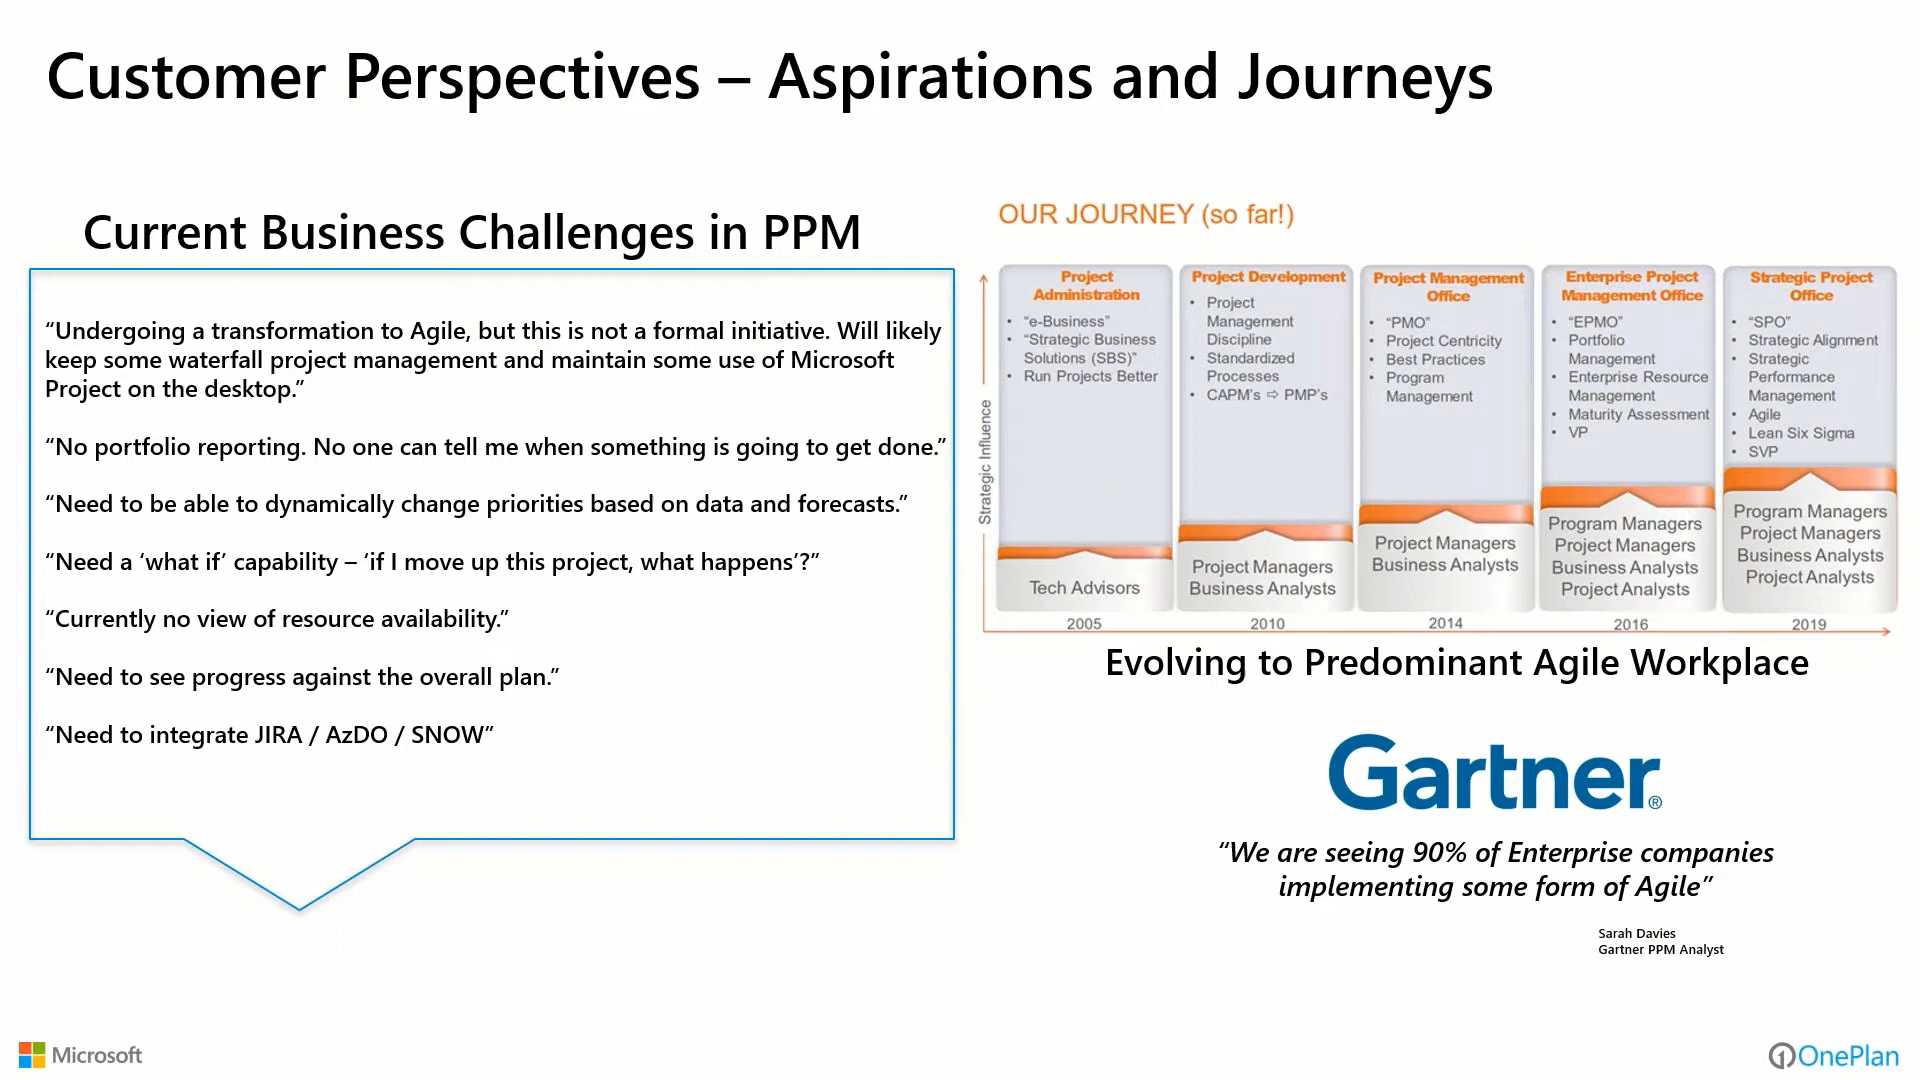 Customer Perspectives – Aspirations and Journeys
Current Business Challenges in PPM
“Undergoing a transformation to Agile, but this is not a formal initiative. Will likely
keep some waterfall project management and maintain some use of Microsoft
Project on the desktop.”
“No portfolio reporting. No one can tell me when something is going to get done.”
“Need to be able to dynamically change priorities based on data and forecasts.”
“Need a ‘what if’ capability – ‘if I move up this project, what happens’?”
“Currently no view of resource availability.”
“Need to see progress against the overall plan.”
“Need to integrate JIRA / AzDO / SNOW”
OUR JOURNEY (so far!)
Strategic Influence
Project
Administration
• “e-Business”
• “Strategic Business
Solutions (SBS)”
• Run Projects Better
Tech Advisors
2005
Project Development
• Project
Management
Discipline
• Standardized
Processes
• CAPM’s ⇨ PMP’s
Project Managers
Business Analysts
2010
Project Management
Office
• “PMO”
• Project Centricity
• Best Practices
• Program
Management
Project Managers
Business Analysts
2014
Enterprise Project
Management Office
• “EPMO”
• Portfolio
Management
• Enterprise Resource
Management
• Maturity Assessment
• VP
Program Managers
Project Managers
Business Analysts
Project Analysts
2016
Strategic Project
Office
• “SPO”
• Strategic Alignment
• Strategic
Performance
Management
• Agile
• Lean Six Sigma
• SVP
Program Managers
Project Managers
Business Analysts
Project Analysts
2019
Evolving to Predominant Agile Workplace
Gartner®
“We are seeing 90% of Enterprise companies
implementing some form of Agile”
Sarah Davies
Gartner PPM Analyst
Microsoft
OnePlan